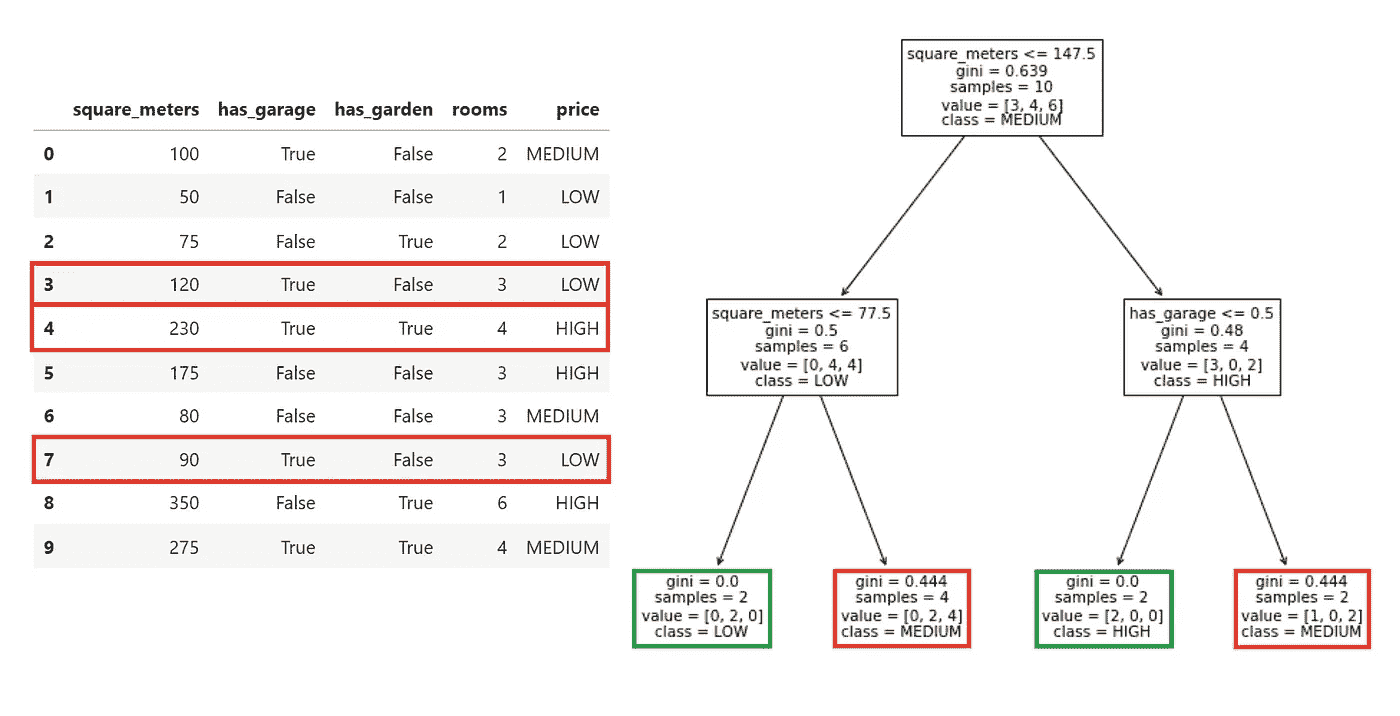 square_meters has_garage has_garden rooms price
0 100 True False 2 MEDIUM
1 50 False False 1 LOW
2 75 False True 2 LOW
3 120 True False 3 LOW
4 230 True True 4 HIGH
5 175 False False 3 HIGH
6 80 False False 3 MEDIUM
7 90 True False 3 LOW
8 350 False True 6 HIGH
9 275 True True 4 MEDIUM
square_meters <= 147.5
gini = 0.639
samples = 10
value = [3, 4, 6]
class = MEDIUM
square_meters <= 77.5
gini = 0.5
samples = 6
value = [0, 4, 4]
class = LOW
has_garage <= 0.5
gini = 0.48
samples = 4
value = [3, 0, 2]
class = HIGH
gini = 0.0
samples = 2
value = [0, 2, 0]
class = LOW
gini = 0.444
samples = 4
value = [0, 2, 4]
class = MEDIUM
gini = 0.0
samples = 2
value = [2, 0, 0]
class = HIGH
gini = 0.444
samples = 2
value = [1, 0, 2]
class = MEDIUM